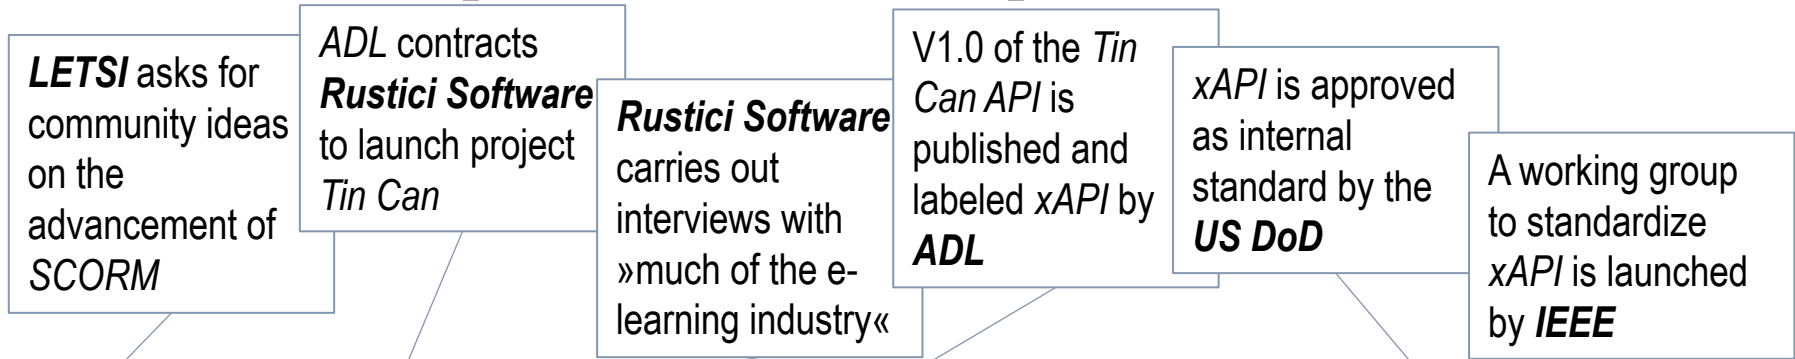 LETSI asks for
community ideas
on the
advancement of
SCORM
ADL contracts
Rustici Software
to launch project
Tin Can
Rustici Software
carries out
interviews with
»much of the e-
learning industry«
V1.0 of the Tin
Can API is
published and
labeled xAPI by
ADL
xAPI is approved
as internal
standard by the
US DoD
A working group
to standardize
xAPI is launched
by IEEE